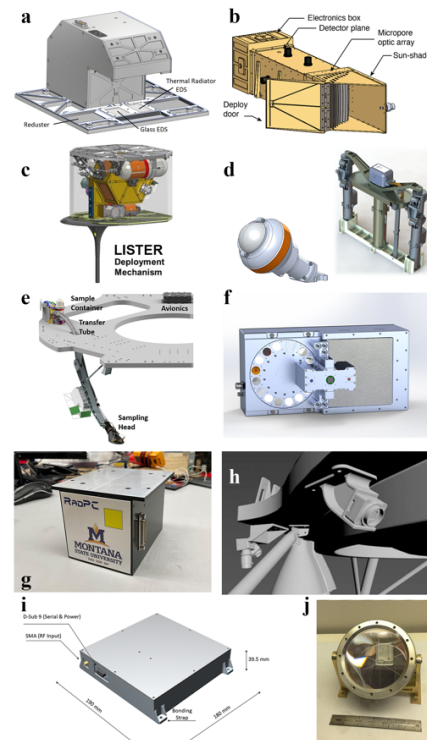 a
Thermal Radiator
EDS
Reduster
Glass EDS
b
Electronics box
Detector plane
Micropore
optic array
Sun-shade
Deploy
door
c
LISTER
Deployment
Mechanism
d
e
Sample
Container
Transfer
Tube
Avionics
Sampling
Head
f
g
RadPC
MONTANA
STATE UNIVERSITY
h
i
D-Sub 9 (Serial & Power)
SMA (RF Input)
39.5 mm
190 mm
Bonding
Strap
180 mm
j